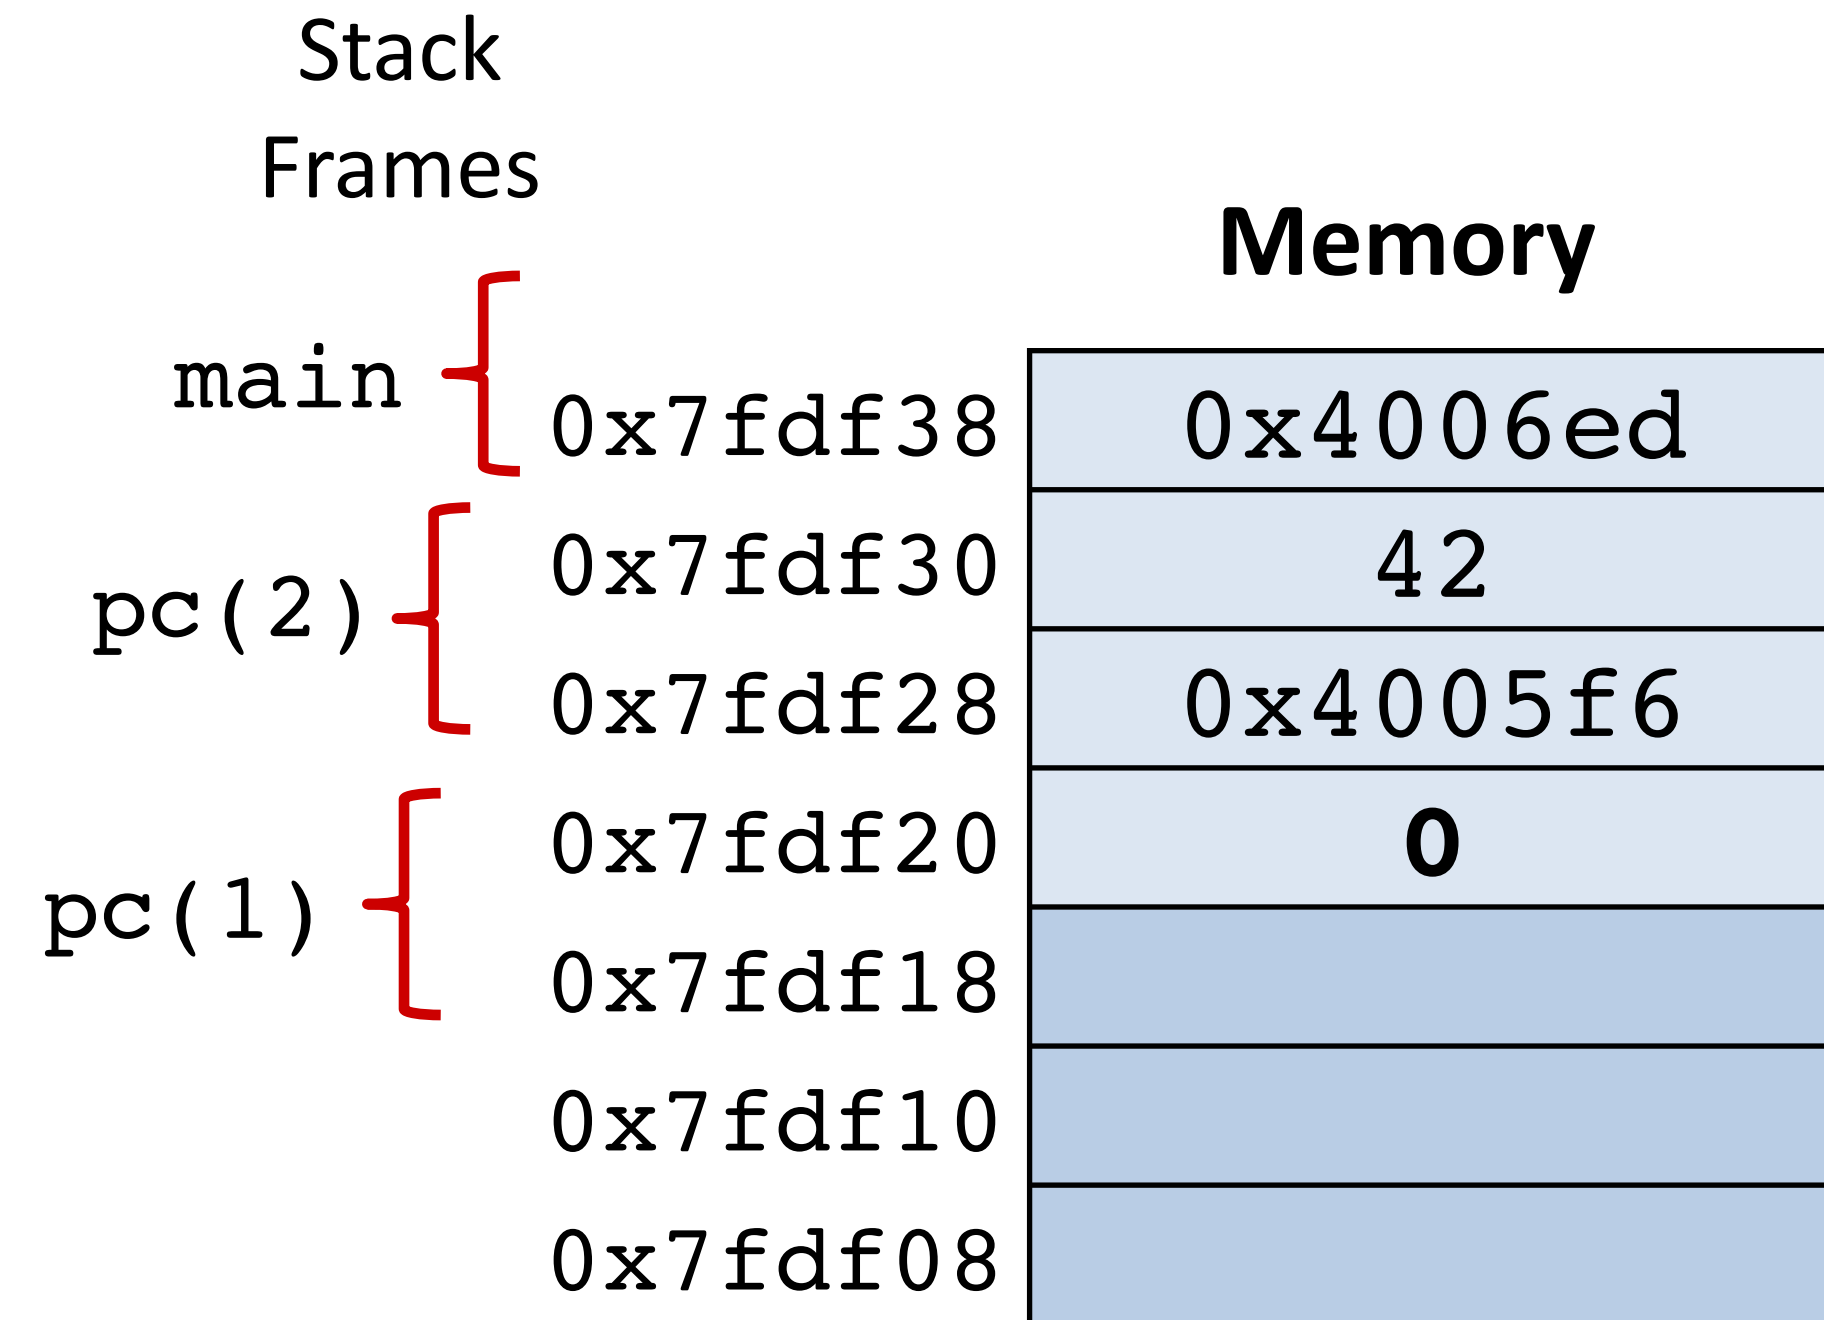 Stack
Frames
Memory
main
0x7fdf38 0x4006ed
0x7fdf30 42
pc(2)
0x7fdf28 0x4005f6
0x7fdf20 0
pc(1)
0x7fdf18
0x7fdf10
0x7fdf08